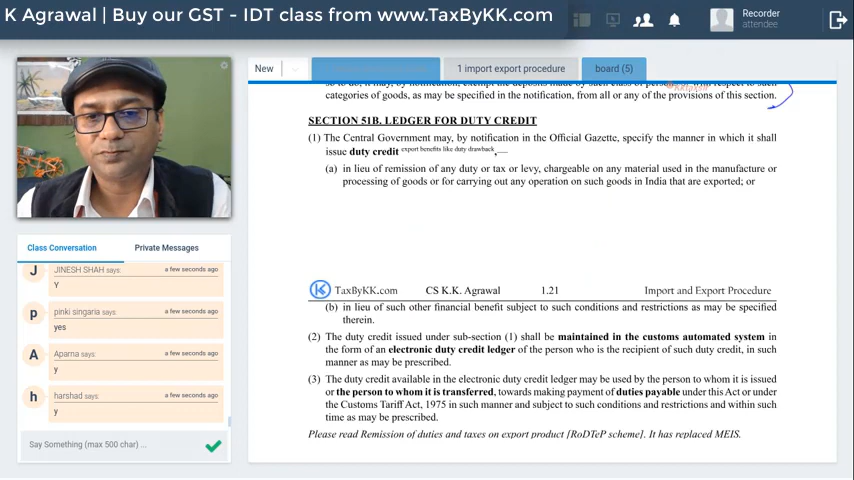 K Agrawal | Buy our GST - IDT class from www.TaxByKK.com
Recorder
attendee
New
1 import export procedure
board (5)
categories of goods, as may be specified in the notification, from all or any of the provisions of this section.
SECTION 51B. LEDGER FOR DUTY CREDIT
(1) The Central Government may, by notification in the Official Gazette, specify the manner in which it shall
issue duty credit export benefits like duty drawback,—
(a) in lieu of remission of any duty or tax or levy, chargeable on any material used in the manufacture or
processing of goods or for carrying out any operation on such goods in India that are exported; or
TaxByKK.com CS K.K. Agrawal 1.21 Import and Export Procedure
(b) in lieu of such other financial benefit subject to such conditions and restrictions as may be specified
therein.
(2) The duty credit issued under sub-section (1) shall be maintained in the customs automated system in
the form of an electronic duty credit ledger of the person who is the recipient of such duty credit, in such
manner as may be prescribed.
(3) The duty credit available in the electronic duty credit ledger may be used by the person to whom it is issued
or the person to whom it is transferred, towards making payment of duties payable under this Act or under
the Customs Tariff Act, 1975 in such manner and subject to such conditions and restrictions and within such
time as may be prescribed.
Please read Remission of duties and taxes on export product [RoDTeP scheme]. It has replaced MEIS.
Class Conversation Private Messages
J JINESH SHAH says: a few seconds ago
Y
p pinki singaria says: a few seconds ago
yes
A Aparna says: a few seconds ago
y
h harshad says: a few seconds ago
y
Say Something (max 500 char) ...